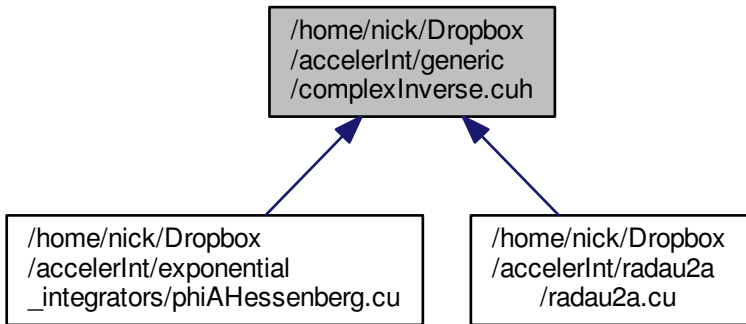 /home/nick/Dropbox
/accelerInt/generic
/complexInverse.cuh
/home/nick/Dropbox
/accelerInt/exponential
_integrators/phiAHessenberg.cu
/home/nick/Dropbox
/accelerInt/radau2a
/radau2a.cu